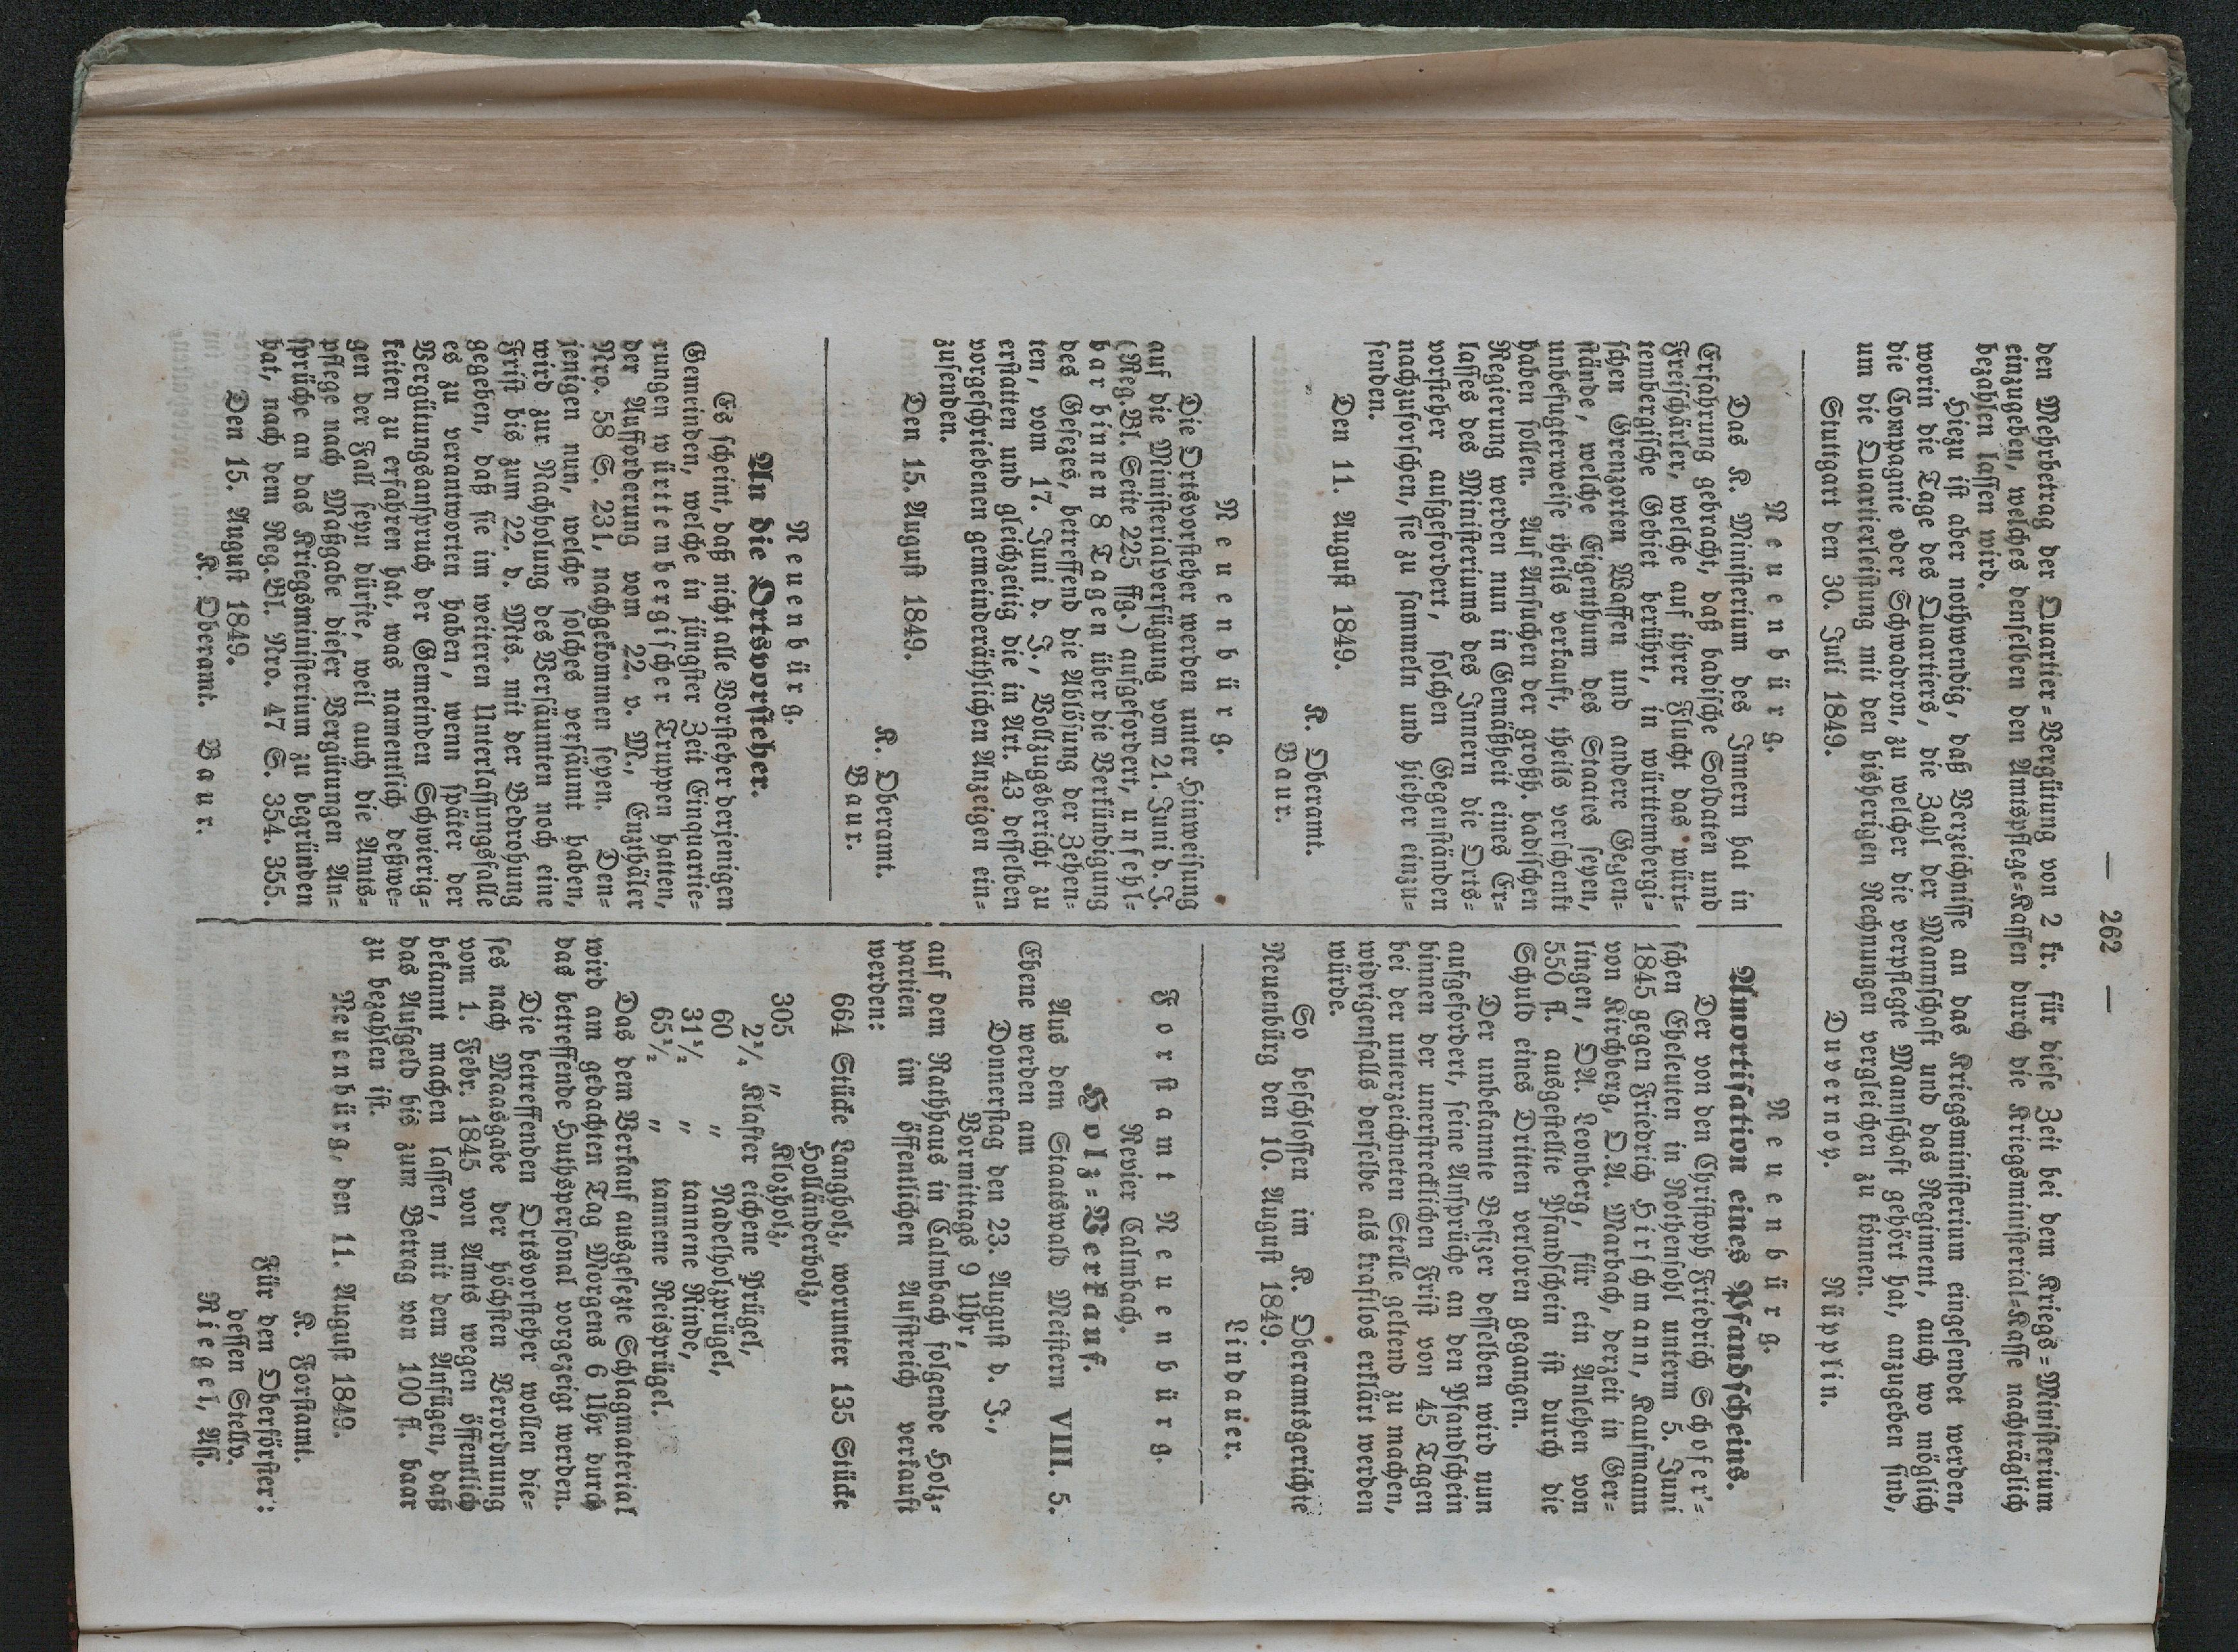 — 262 —
den Mehrbetrag der Quartier=Vergütung von 2 kr. für diese Zeit bei dem Kriegs=Ministerium
einzugeben, welches denselben den Amtspflege=Kassen durch die Kriegsministerial=Kasse nachträglich
bezahlen lassen wird.
Hiezu ist aber nothwendig, daß Verzeichnisse an das Kriegsministerium eingesendet werden,
worin die Tage des Quartiers, die Zahl der Mannschaft und das Regiment, auch wo möglich
die Compagnie oder Schwadron, zu welcher die verpflegte Mannschaft gehört hat, anzugeben sind,
um die Quartierleistung mit den bisherigen Rechnungen vergleichen zu können.
Stuttgart den 30. Juli 1849. Duvernoy. Rüpplin.
Neuenbürg.
Das K. Ministerium des Innern hat in
Erfahrung gebracht, daß badische Soldaten und
Freischärler, welche auf ihrer Flucht das würt=
tembergische Gebiet berührt, in württembergi=
schen Grenzorten Waffen und andere Gegen=
stände, welche Eigenthum des Staates seyen,
unbefugterweise theils verkauft, theils verschenkt
haben sollen. Auf Ansuchen der großh. badischen
Regierung werden nun in Gemäßheit eines Er=
lasses des Ministeriums des Innern die Orts=
vorsteher aufgefordert, solchen Gegenständen
nachzuforschen, sie zu sammeln und hieher einzu=
senden.
Den 11. August 1849.
K. Oberamt.
Baur.
Neuenbürg.
Die Ortsvorsteher werden unter Hinweisung
auf die Ministerialverfügung vom 21. Juni d. J.
(Reg.Bl. Seite 225 ffg.) aufgefordert, unfehl=
bar binnen 8 Tagen über die Verkündigung
des Gesezes, betreffend die Ablösung der Zehen=
ten, vom 17. Juni d. J., Vollzugsbericht zu
erstatten und gleichzeitig die in Art. 43 desselben
vorgeschriebenen gemeinderäthlichen Anzeigen ein=
zusenden.
Den 15. August 1849.
K. Oberamt.
Baur.
Neuenbürg.
An die Ortsvorsteher.
Es scheint, daß nicht alle Vorsteher derjenigen
Gemeinden, welche in jüngster Zeit Einquartie=
rungen württembergischer Truppen hatten,
der Aufforderung vom 22. v. M., Enzthäler
Nro. 58 S. 231, nachgekommen seyen. Den=
jenigen nun, welche solches versäumt haben,
wird zur Nachholung des Versäumten noch eine
Frist bis zum 22. d. Mts. mit der Bedrohung
gegeben, daß sie im weiteren Unterlassungsfalle
es zu verantworten haben, wenn später der
Vergütungsanspruch der Gemeinden Schwierig=
keiten zu erfahren hat, was namentlich deßwe=
gen der Fall seyn dürfte, weil auch die Amts=
pflege nach Maßgabe dieser Vergütungen An=
sprüche an das Kriegsministerium zu begründen
hat, nach dem Reg.Bl. Nro. 47 S. 354. 355.
Den 15. August 1849.
K. Oberamt. Baur.
Neuenbürg.
Amortisation eines Pfandscheins.
Der von den Christoph Friedrich Schofer'=
schen Eheleuten in Rothensohl unterm 5. Juni
1845 gegen Friedrich Hirschmann, Kaufmann
von Kirchberg, O.A. Marbach, derzeit in Ger=
lingen, OA. Leonberg, für ein Anlehen von
550 fl. ausgestellte Pfandschein ist durch die
Schuld eines Dritten verloren gegangen.
Der unbekannte Besizer desselben wird nun
aufgefordert, seine Ansprüche an den Pfandschein
binnen der unerstrecklichen Frist von 45 Tagen
bei der unterzeichneten Stelle geltend zu machen,
widrigenfalls derselbe als kraftlos erklärt werden
würde.
So beschlossen im K. Oberamtsgerichte
Neuenbürg den 10. August 1849.
Lindauer.
Forstamt Neuenbürg.
Revier Calmbach.
Holz=Verkauf.
Aus dem Staatswald Meistern VIII. 5.
Ebene werden am
Donnerstag den 23. August d. J.,
Vormittags 9 Uhr,
auf dem Rathhaus in Calmbach folgende Holz=
partien im öffentlichen Aufstreich verkauft
werden:
664 Stücke Langholz, worunter 135 Stücke
Holländerholz,
305 „ Klozholz,
2¼ Klafter eichene Prügel,
60 „ Nadelholzprügel,
31½ „ tannene Rinde,
65½ „ tannene Reisprügel.
Das dem Verkauf ausgesezte Schlagmaterial
wird am gedachten Tag Morgens 6 Uhr durch
das betreffende Huthspersonal vorgezeigt werden.
Die betreffenden Ortsvorsteher wollen die=
ses nach Maasgabe der höchsten Verordnung
vom 1. Febr. 1845 von Amts wegen öffentlich
bekannt machen lassen, mit dem Anfügen, daß
das Aufgeld bis zum Betrag von 100 fl. baar
zu bezahlen ist.
Neuenbürg, den 11. August 1849.
K. Forstamt.
Für den Oberförster:
dessen Stellv.
Riegel, Ass.